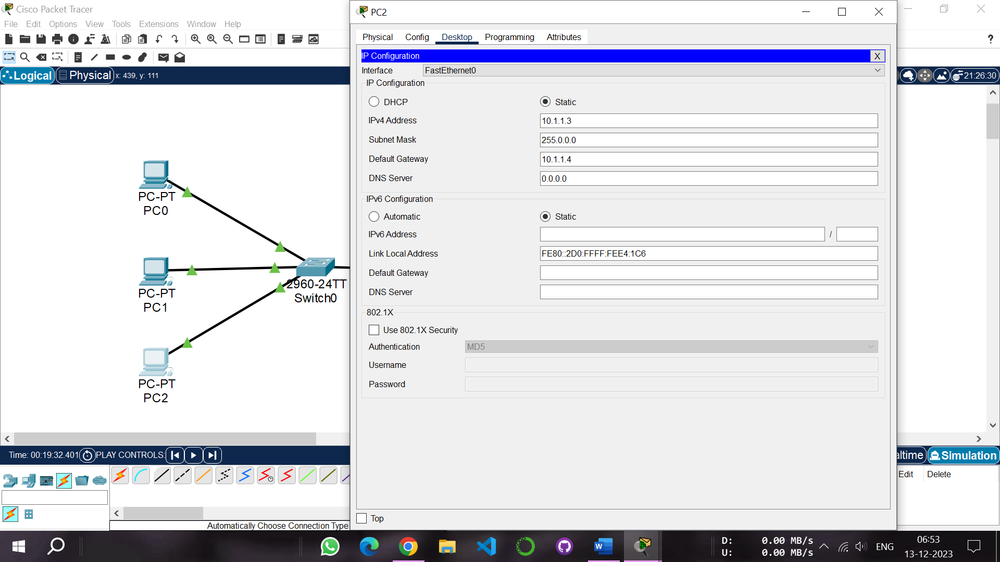 Cisco Packet Tracer
File Edit Options View Tools Extensions Window Help
Logical Physical x: 439, y: 111
PC-PT
PC0
PC-PT
PC1
2960-24TT
Switch0
PC-PT
PC2
Time: 00:19:32.401 PLAY CONTROLS:
Automatically Choose Connection Type
PC2
Physical Config Desktop Programming Attributes
IP Configuration X
Interface FastEthernet0
IP Configuration
DHCP Static
IPv4 Address 10.1.1.3
Subnet Mask 255.0.0.0
Default Gateway 10.1.1.4
DNS Server 0.0.0.0
IPv6 Configuration
Automatic Static
IPv6 Address /
Link Local Address FE80::2D0:FFFF:FEE4:1C6
Default Gateway
DNS Server
802.1X
Use 802.1X Security
Authentication MD5
Username
Password
Top
?
21:26:30
altime Simulation
Edit Delete
D: 0.00 MB/s
U: 0.00 MB/s
ENG
06:53
13-12-2023